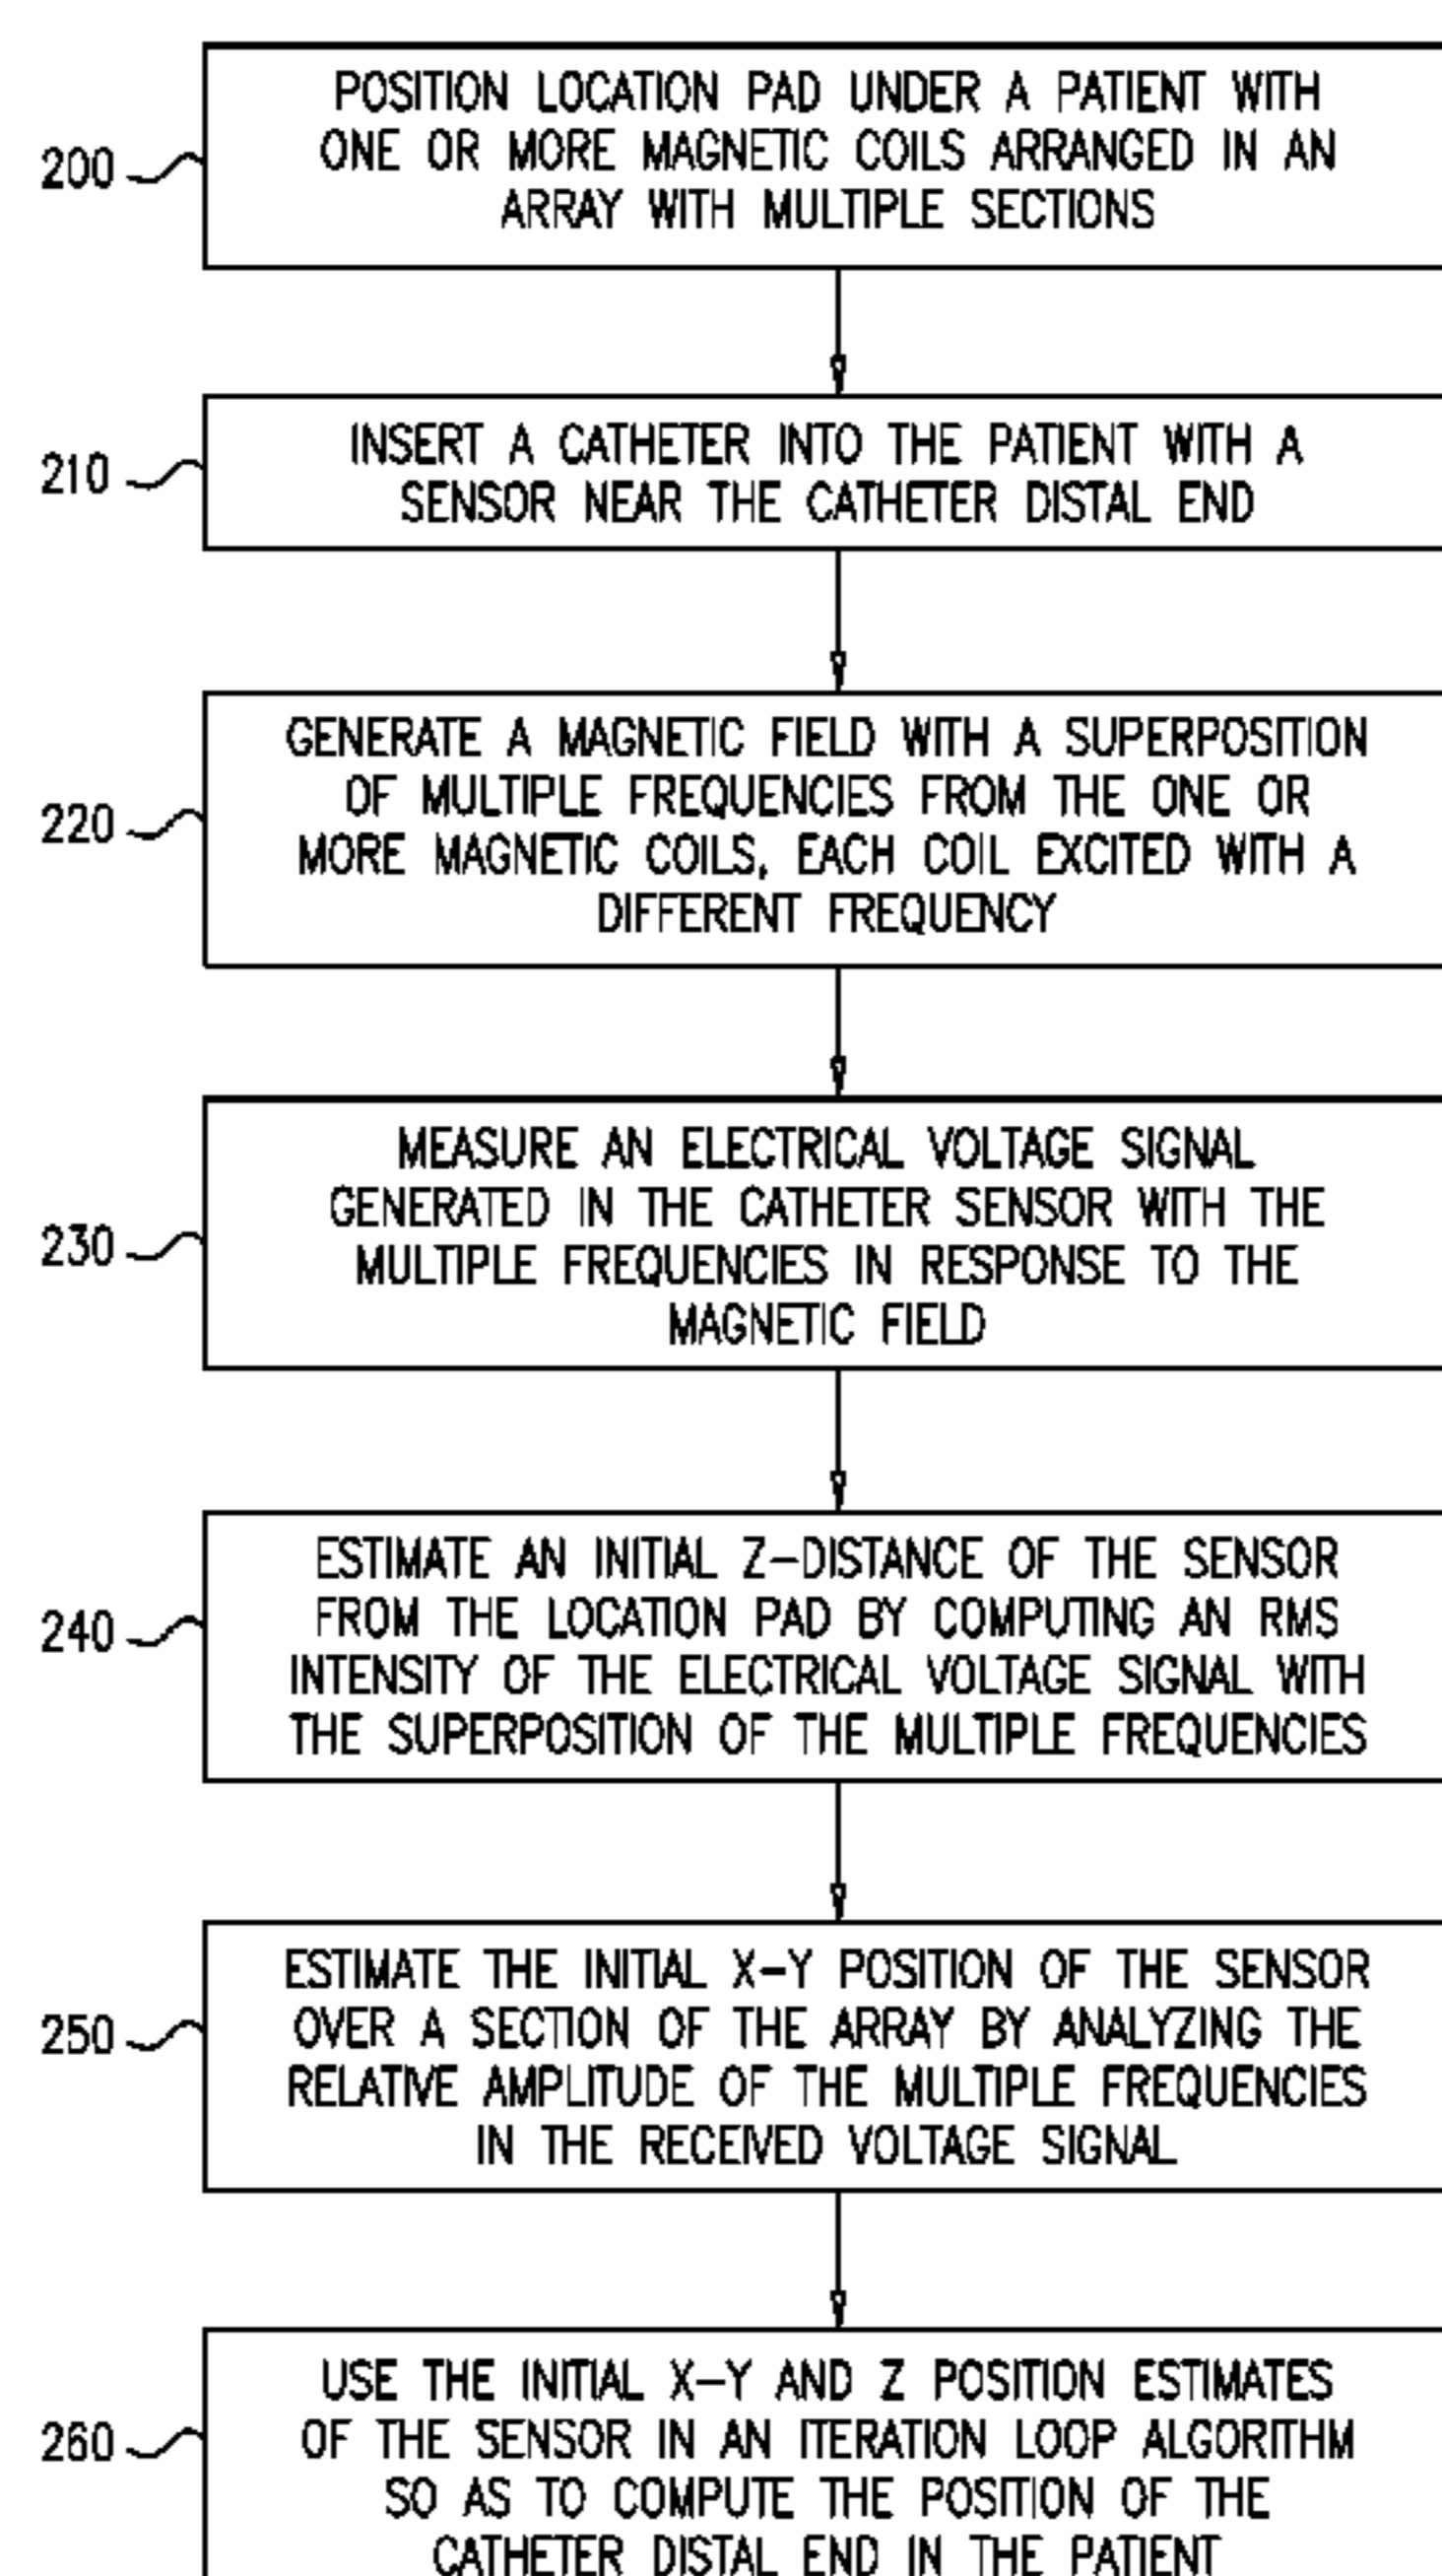 POSITION LOCATION PAD UNDER A PATIENT WITH
ONE OR MORE MAGNETIC COILS ARRANGED IN AN
ARRAY WITH MULTIPLE SECTIONS
200
INSERT A CATHETER INTO THE PATIENT WITH A
SENSOR NEAR THE CATHETER DISTAL END
210
GENERATE A MAGNETIC FIELD WITH A SUPERPOSITION
OF MULTIPLE FREQUENCIES FROM THE ONE OR
MORE MAGNETIC COILS, EACH COIL EXCITED WITH A
DIFFERENT FREQUENCY
220
MEASURE AN ELECTRICAL VOLTAGE SIGNAL
GENERATED IN THE CATHETER SENSOR WITH THE
MULTIPLE FREQUENCIES IN RESPONSE TO THE
MAGNETIC FIELD
230
ESTIMATE AN INITIAL Z-DISTANCE OF THE SENSOR
FROM THE LOCATION PAD BY COMPUTING AN RMS
INTENSITY OF THE ELECTRICAL VOLTAGE SIGNAL WITH
THE SUPERPOSITION OF THE MULTIPLE FREQUENCIES
240
ESTIMATE THE INITIAL X-Y POSITION OF THE SENSOR
OVER A SECTION OF THE ARRAY BY ANALYZING THE
RELATIVE AMPLITUDE OF THE MULTIPLE FREQUENCIES
IN THE RECEIVED VOLTAGE SIGNAL
250
USE THE INITIAL X-Y AND Z POSITION ESTIMATES
OF THE SENSOR IN AN ITERATION LOOP ALGORITHM
SO AS TO COMPUTE THE POSITION OF THE
CATHETER DISTAL END IN THE PATIENT
260